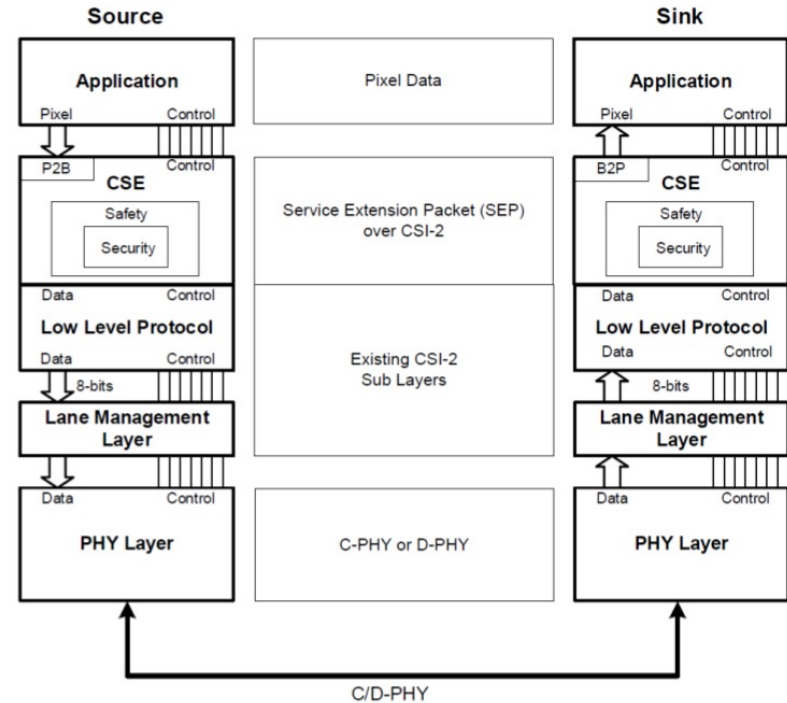 Source
Sink
Application
Pixel
Control
Pixel Data
Application
Pixel
Control
P2B
Control
CSE
Safety
Security
Service Extension Packet (SEP)
over CSI-2
B2P
Control
CSE
Safety
Security
Data
Control
Low Level Protocol
Data
Control
8-bits
Existing CSI-2
Sub Layers
Data
Control
Low Level Protocol
Data
Control
8-bits
Lane Management
Layer
Lane Management
Layer
Data
Control
PHY Layer
C-PHY or D-PHY
Data
Control
PHY Layer
C/D-PHY